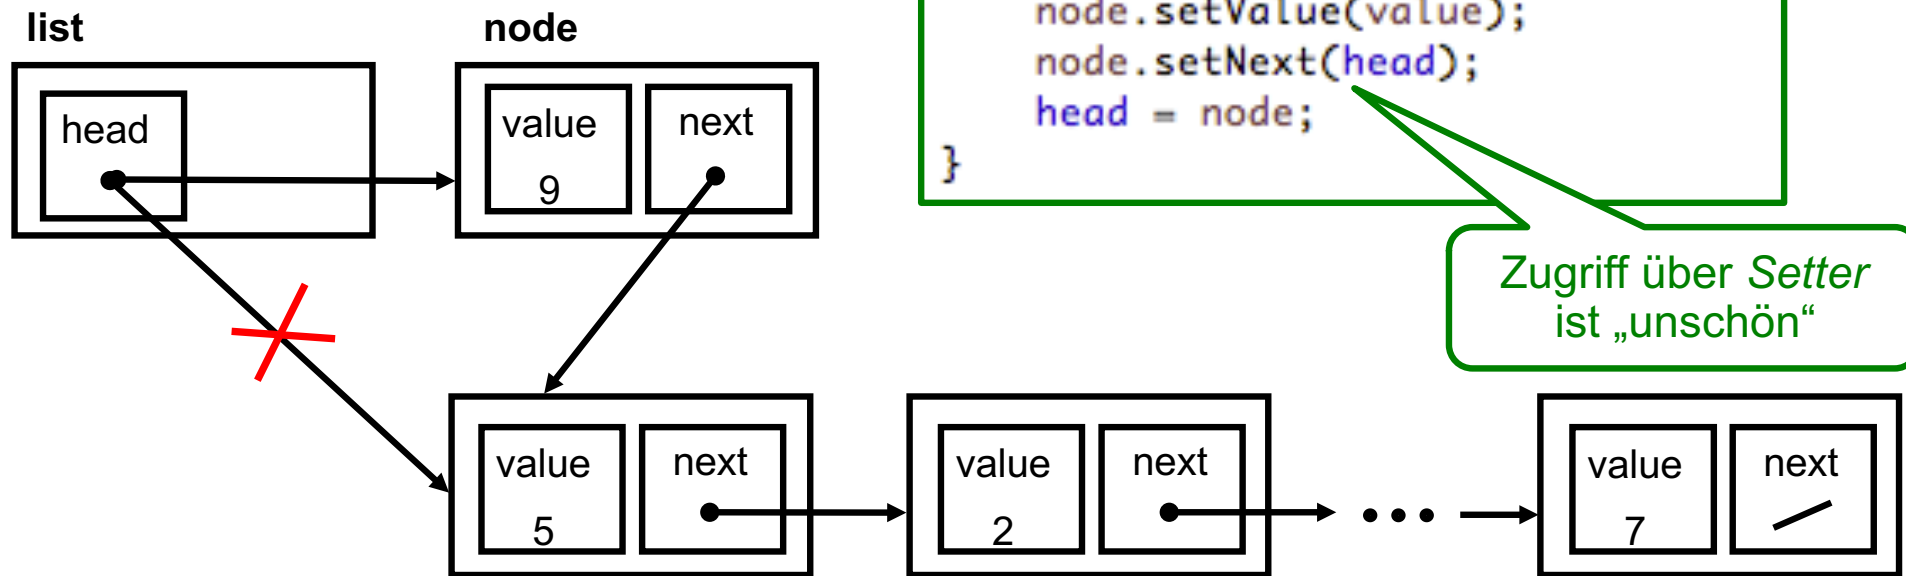 list
node
head
value
next
9
node.setValue(value);
node.setNext(head);
head = node;
}
Zugriff über Setter
ist „unschön“
value
next
5
value
next
2
value
next
7